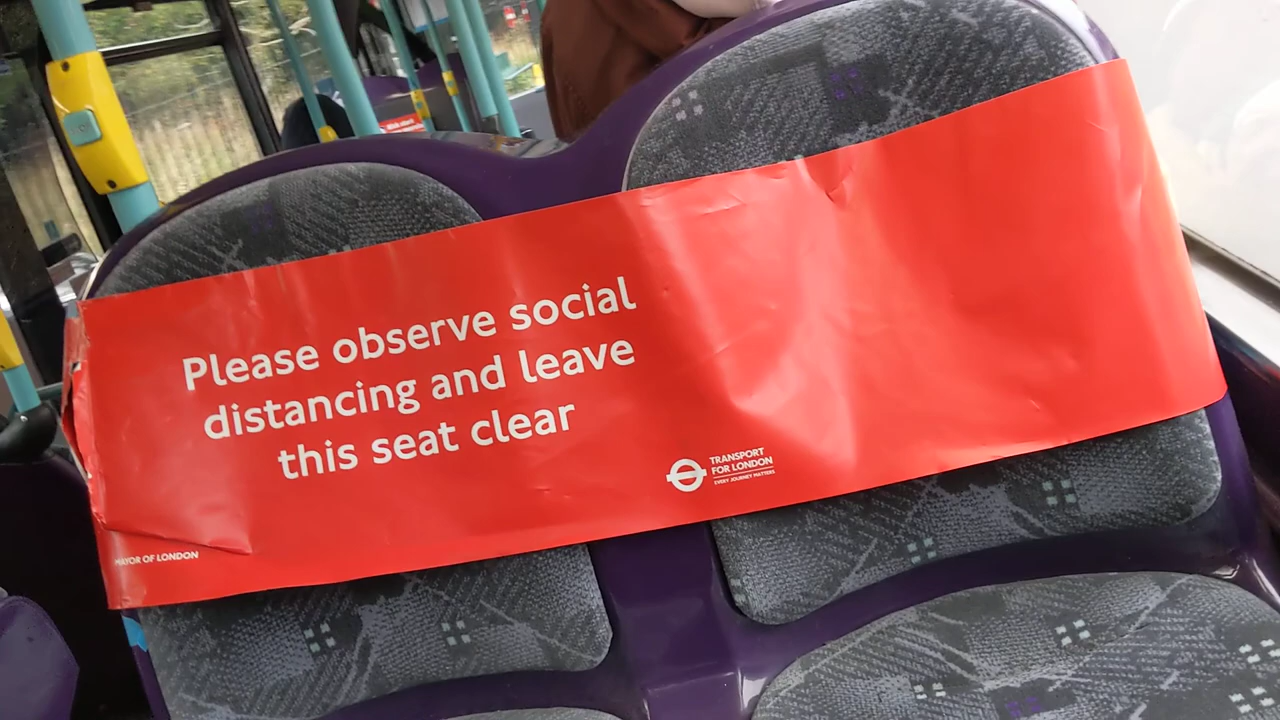 Please observe social
distancing and leave
this seat clear
TRANSPORT
FOR LONDON
EVERY JOURNEY MATTERS
MAYOR OF LONDON